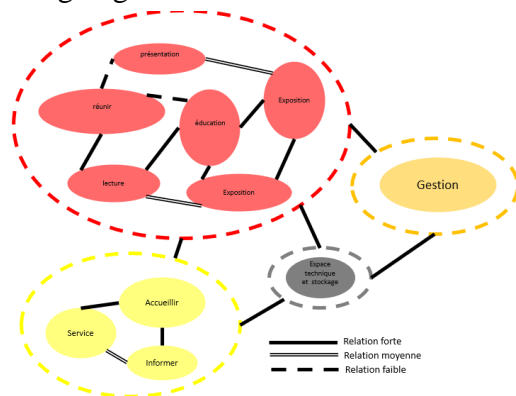 présentation
réunir
éducation
Exposition
lecture
Exposition
Gestion
Espace
technique
et stockage
Accueillir
Service
Informer
Relation forte
Relation moyenne
Relation faible